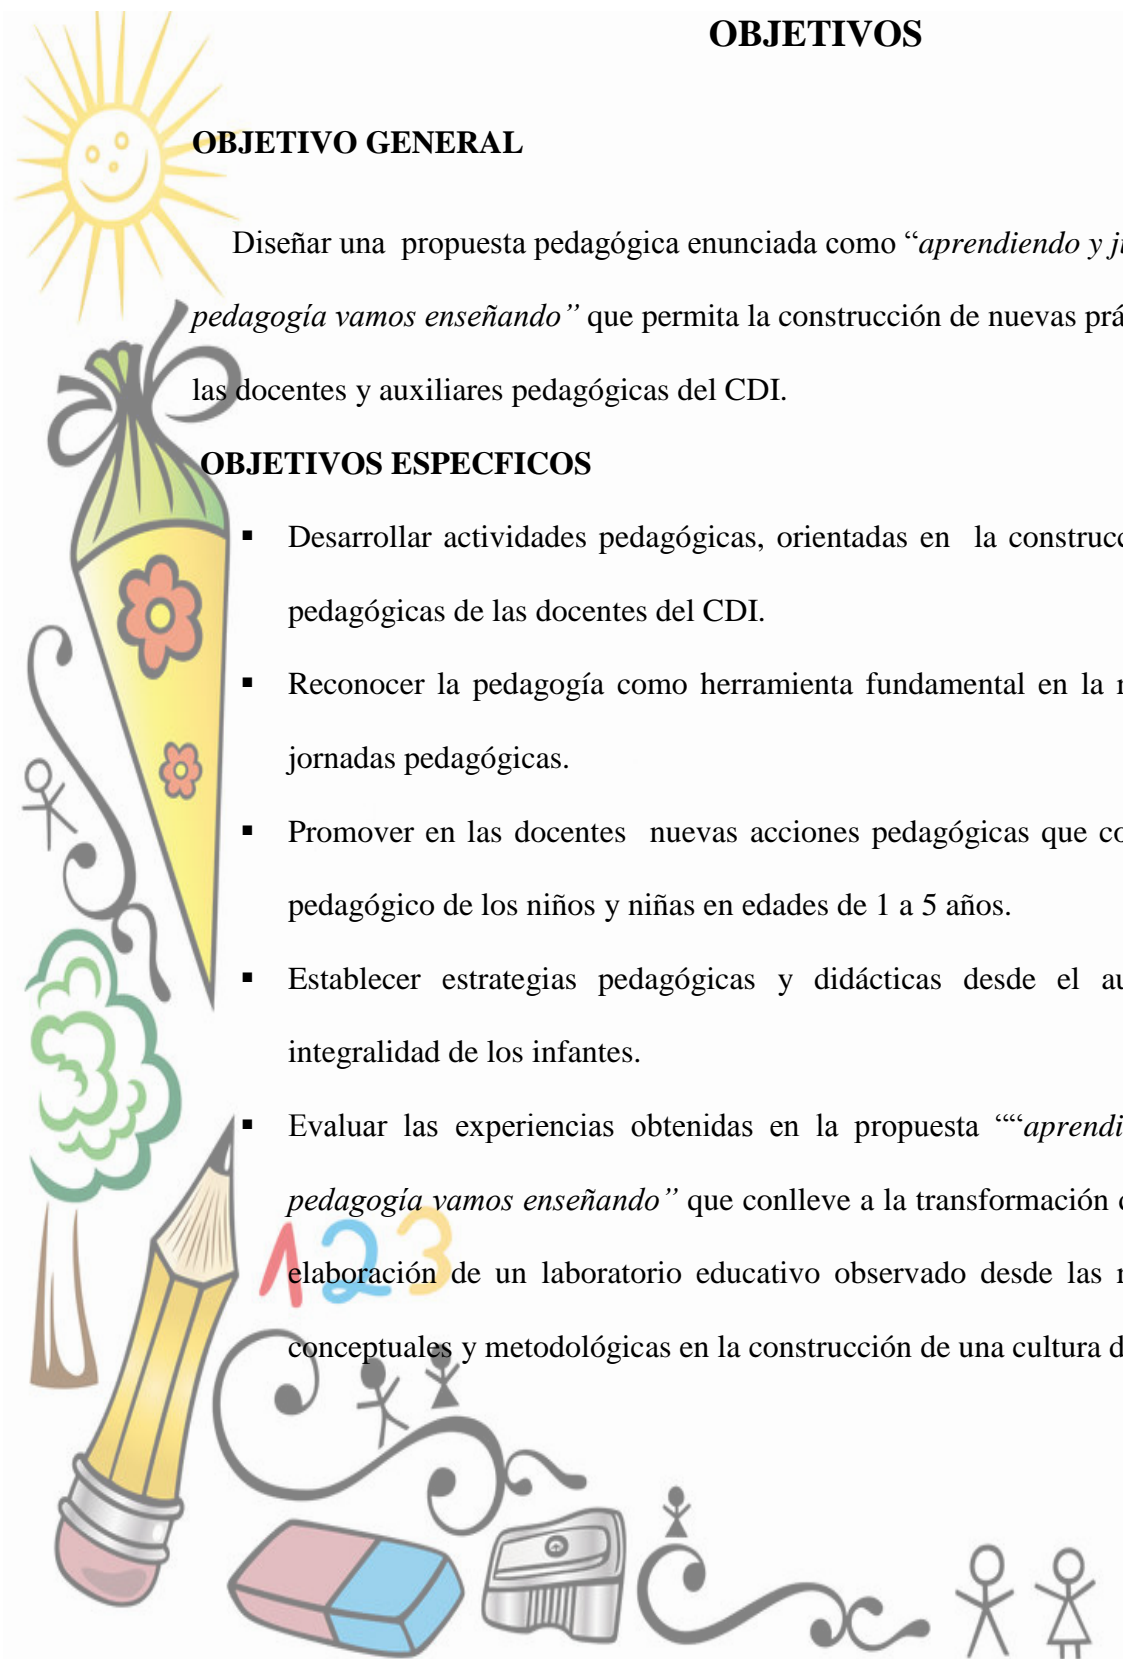 OBJETIVOS
OBJETIVO GENERAL
Diseñar una propuesta pedagógica enunciada como “aprendiendo y
pedagogía vamos enseñando” que permita la construcción de nuevas
las docentes y auxiliares pedagógicas del CDI.
OBJETIVOS ESPECFICOS
▪ Desarrollar actividades pedagógicas, orientadas en la
pedagógicas de las docentes del CDI.
▪ Reconocer la pedagogía como herramienta fundamental en la
jornadas pedagógicas.
▪ Promover en las docentes nuevas acciones pedagógicas que
pedagógico de los niños y niñas en edades de 1 a 5 años.
▪ Establecer estrategias pedagógicas y didácticas desde el
integralidad de los infantes.
▪ Evaluar las experiencias obtenidas en la propuesta ““
pedagogía vamos enseñando” que conlleve a la transformación
elaboración de un laboratorio educativo observado desde las
conceptuales y metodológicas en la construcción de una cultura
123